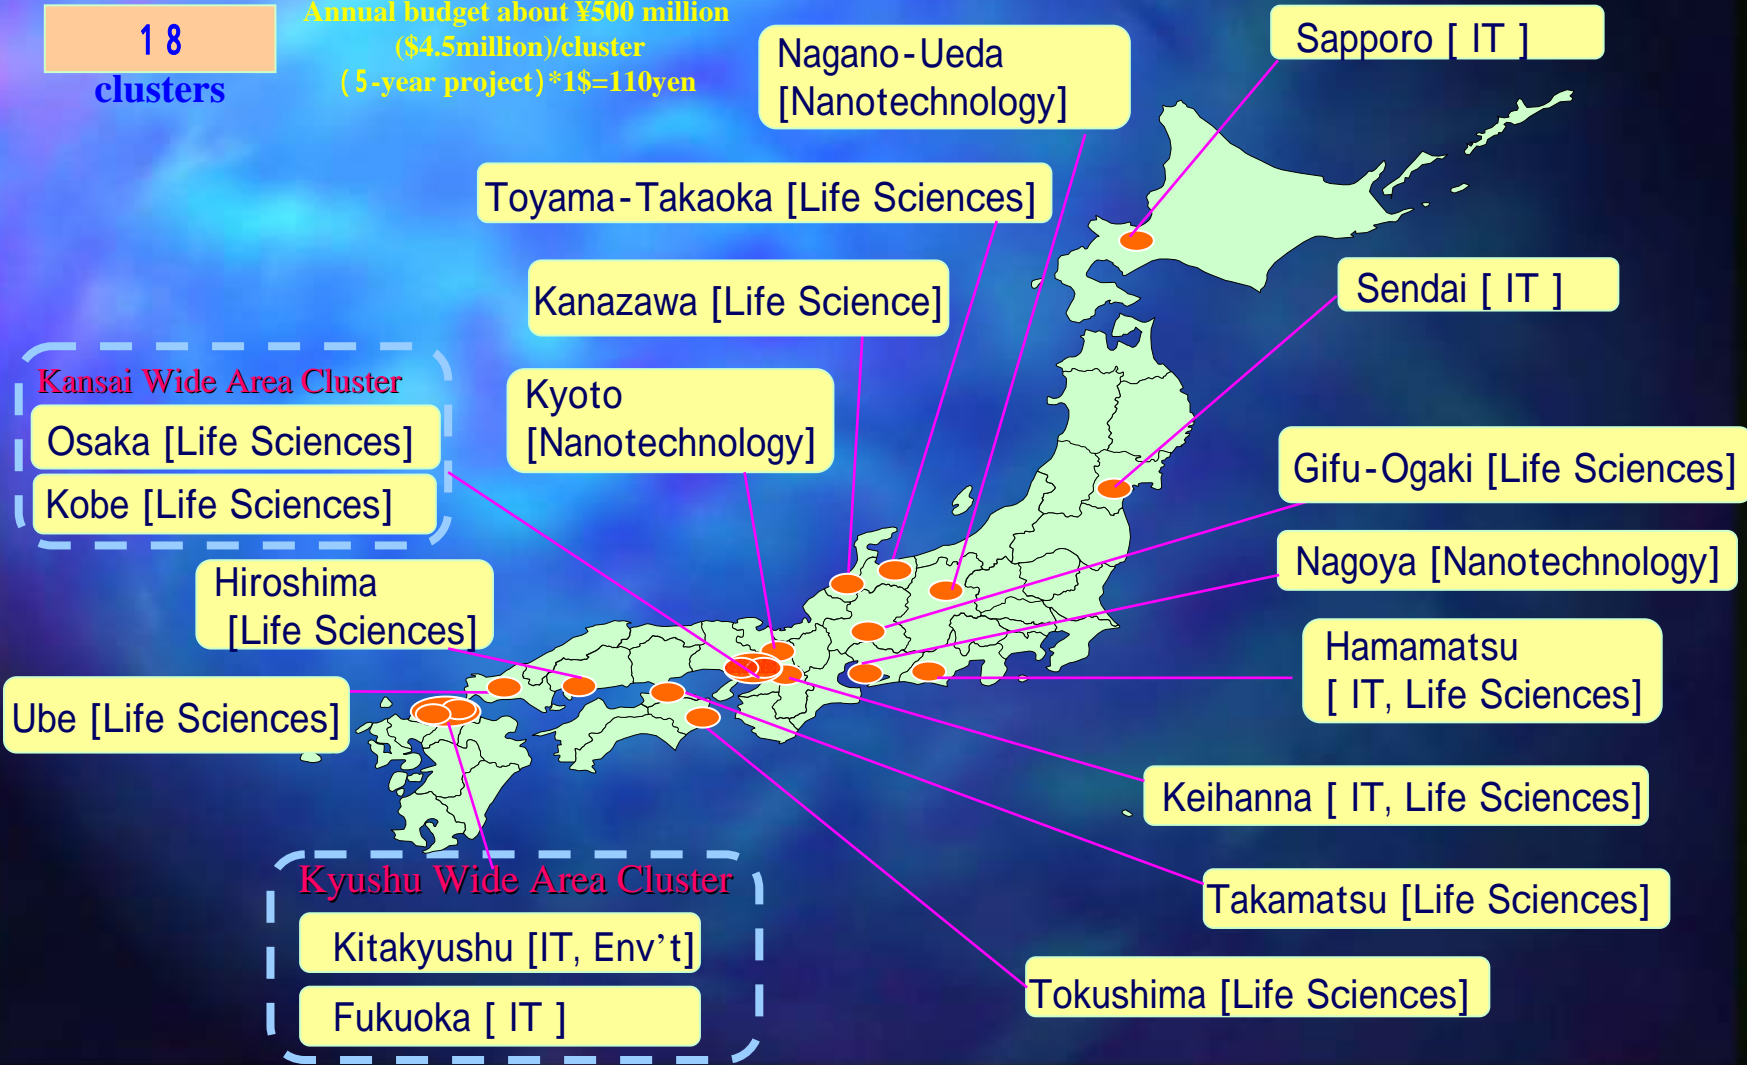 18
clusters
Annual budget about ¥500 million
($4.5million)/cluster
(5-year project)*1$=110yen
Nagano-Ueda
[Nanotechnology]
Sapporo [ IT ]
Toyama-Takaoka [Life Sciences]
Kanazawa [Life Science]
Sendai [ IT ]
Kansai Wide Area Cluster
Osaka [Life Sciences]
Kobe [Life Sciences]
Kyoto
[Nanotechnology]
Gifu-Ogaki [Life Sciences]
Nagoya [Nanotechnology]
Hiroshima
[Life Sciences]
Hamamatsu
[ IT, Life Sciences]
Ube [Life Sciences]
Keihanna [ IT, Life Sciences]
Takamatsu [Life Sciences]
Kyushu Wide Area Cluster
Kitakyushu [IT, Env’t]
Fukuoka [ IT ]
Tokushima [Life Sciences]